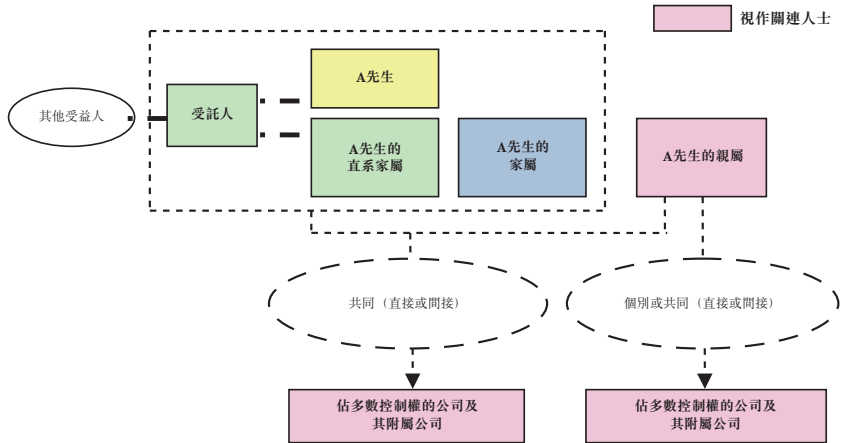 視作關連人士
A先生
其他受益人
受託人
A先生的
直系家屬
A先生的
家屬
A先生的親屬
共同（直接或間接）
個別或共同（直接或間接）
佔多數控制權的公司及
其附屬公司
佔多數控制權的公司及
其附屬公司